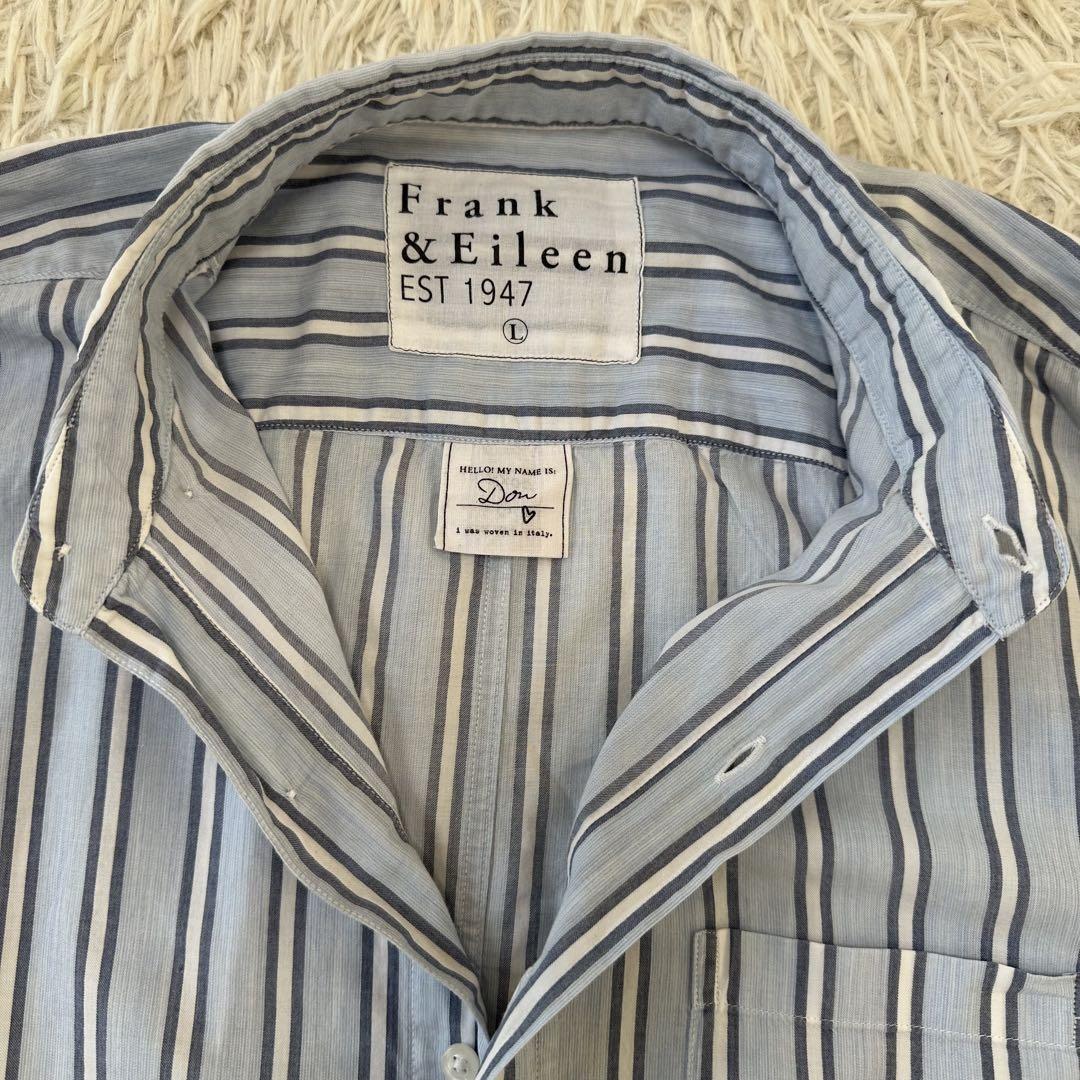 Frank
& Eileen
EST 1947
L
HELLO! MY NAME IS:
Don
i was woven in italy.